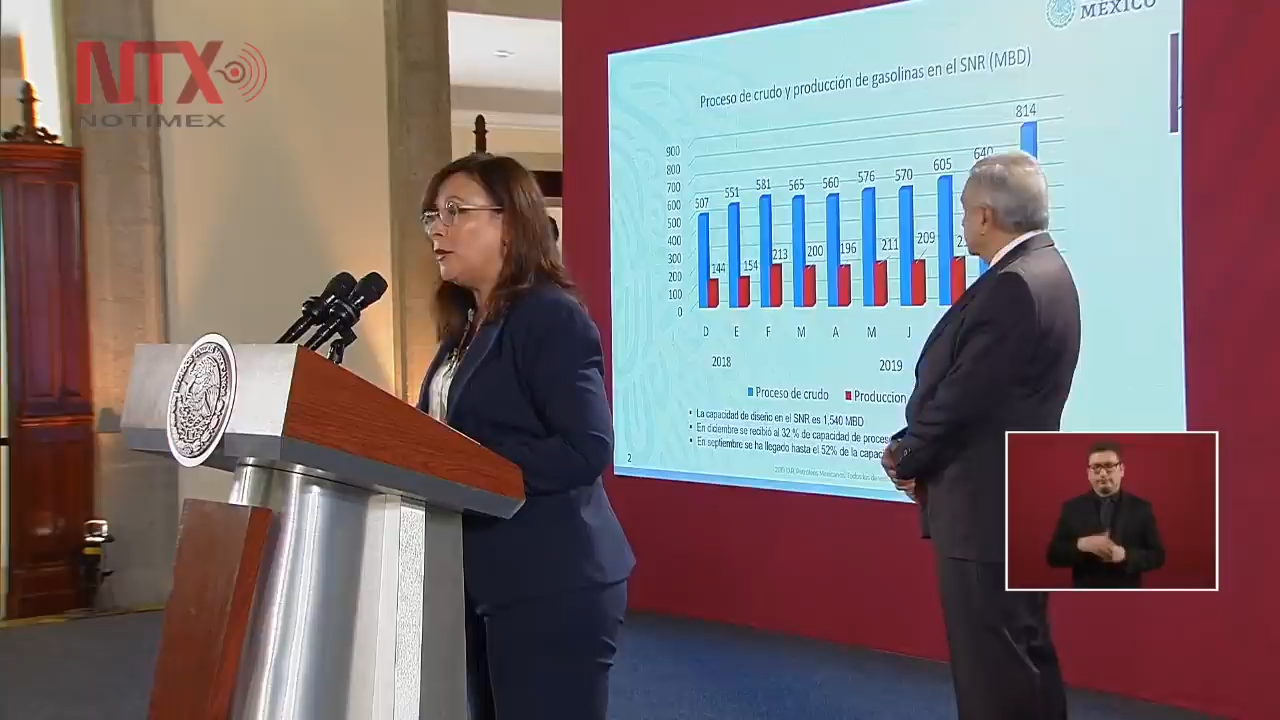 NTX
NOTIMEX
MÉXICO
Proceso de crudo y producción de gasolinas en el SNR (MBD)
900
800
700
600
500
400
300
200
100
0
507 551 581 565 560 576 570 605 640 814
144 154 213 200 196 211 209
D E F M A M J
2018 2019
Proceso de crudo Produccion
• La capacidad de diseño en el SNR es 1,540 MBD
• En diciembre se recibió al 32 % de capacidad de proceso
• En septiembre se ha llegado hasta el 52% de la
2